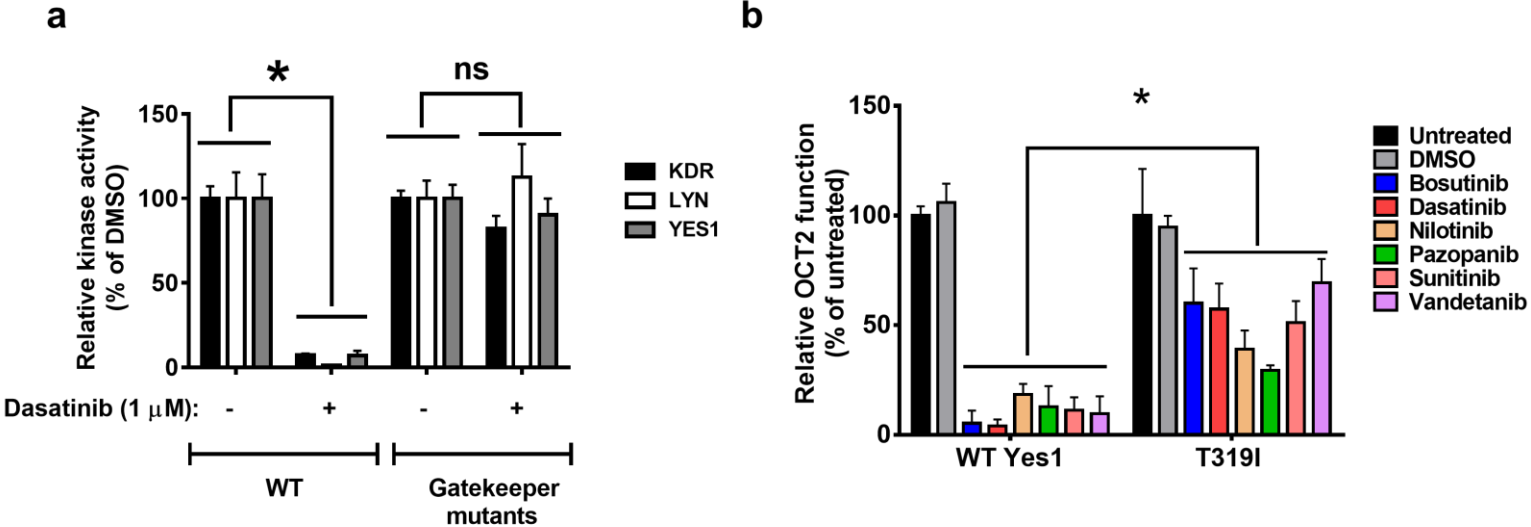 a
*
ns
Relative kinase activity
(% of DMSO)
150
100
50
0
KDR
LYN
YES1
Dasatinib (1 μM):
-
+
-
+
WT
Gatekeeper
mutants
b
*
Relative OCT2 function
(% of untreated)
150
100
50
0
WT Yes1
T319I
Untreated
DMSO
Bosutinib
Dasatinib
Nilotinib
Pazopanib
Sunitinib
Vandetanib